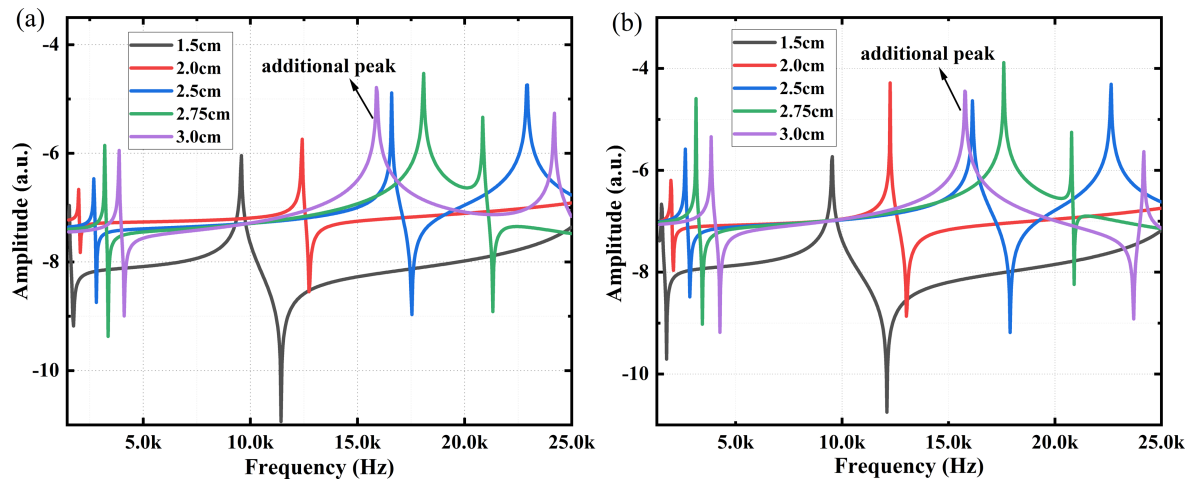 (a)
1.5cm
2.0cm
2.5cm
2.75cm
3.0cm
additional peak
-4
-6
-8
-10
Amplitude (a.u.)
5.0k 10.0k 15.0k 20.0k 25.0k
Frequency (Hz)
(b)
1.5cm
2.0cm
2.5cm
2.75cm
3.0cm
additional peak
-4
-6
-8
-10
Amplitude (a.u.)
5.0k 10.0k 15.0k 20.0k 25.0k
Frequency (Hz)